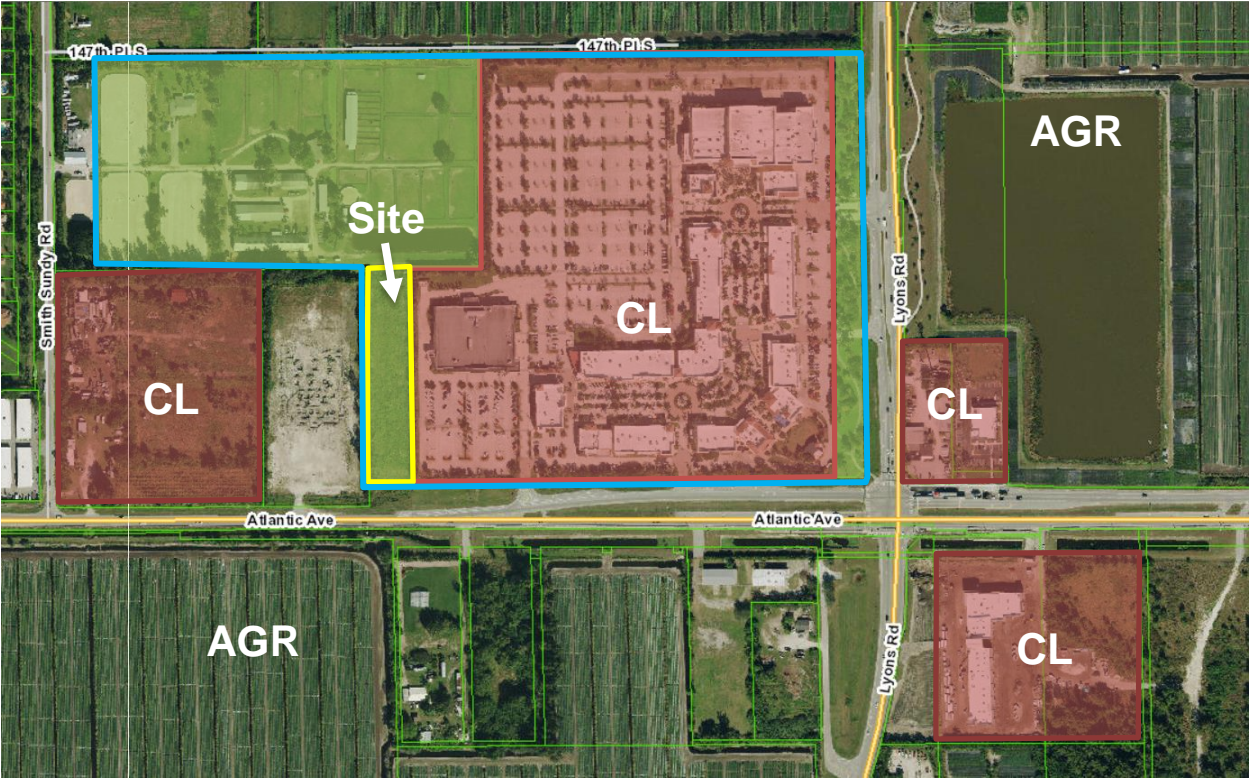 147th Pl S
147th Pl S
AGR
Site
Smith Sundy Rd
Lyons Rd
CL
CL
CL
Atlantic Ave
Atlantic Ave
AGR
Lyons Rd
CL